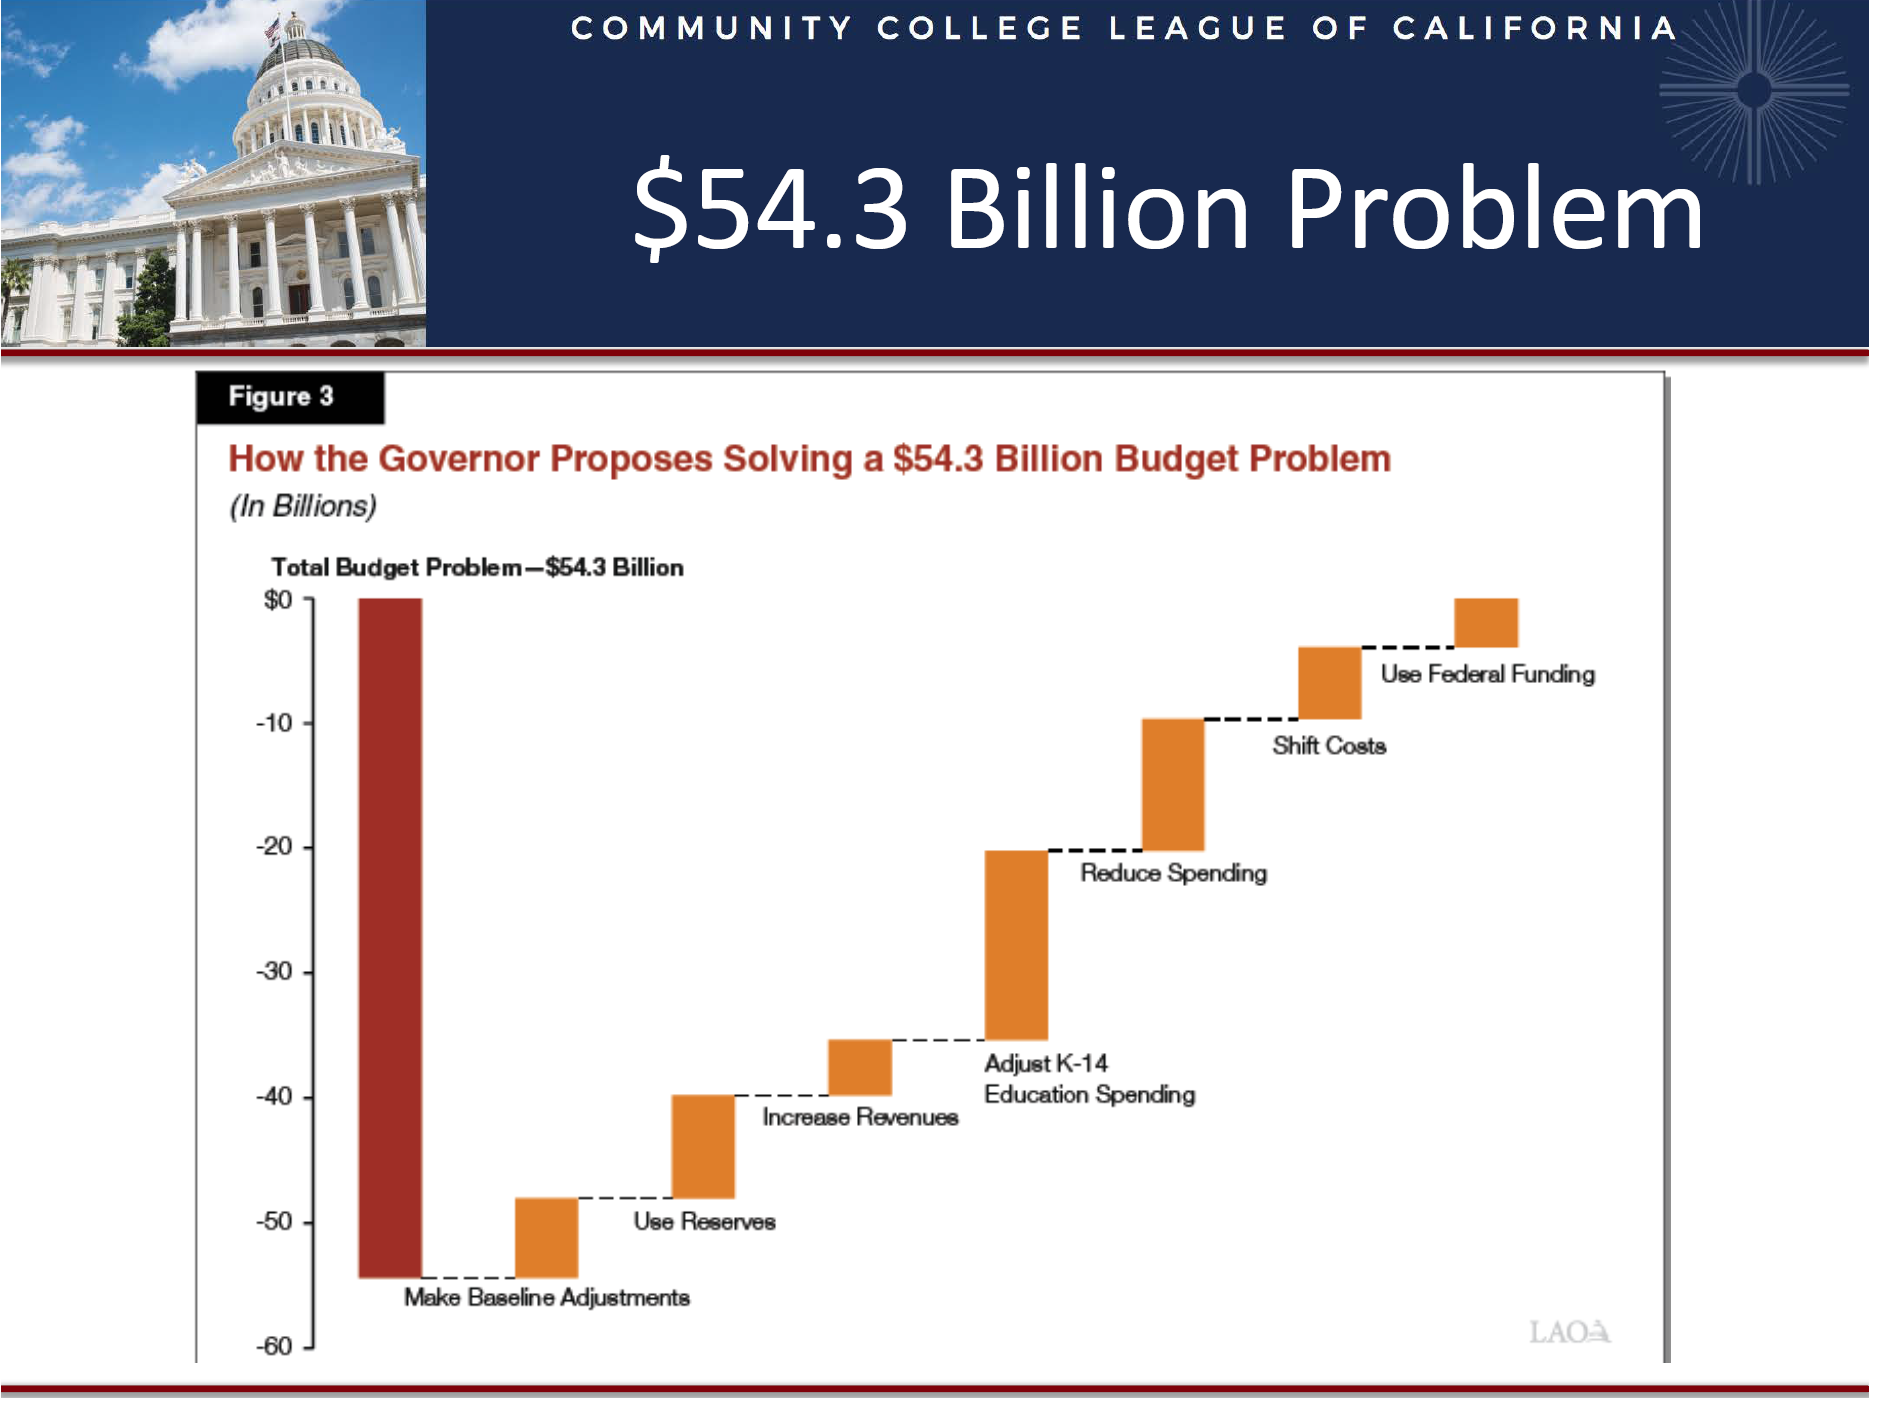 COMMUNITY COLLEGE LEAGUE OF CALIFORNIA
$54.3 Billion Problem
Figure 3
How the Governor Proposes Solving a $54.3 Billion Budget Problem
(In Billions)
Total Budget Problem—$54.3 Billion
$0
Use Federal Funding
-10
Shift Costs
-20
Reduce Spending
-30
Adjust K-14
Education Spending
-40
Increase Revenues
-50
Use Reserves
Make Baseline Adjustments
-60
LAO